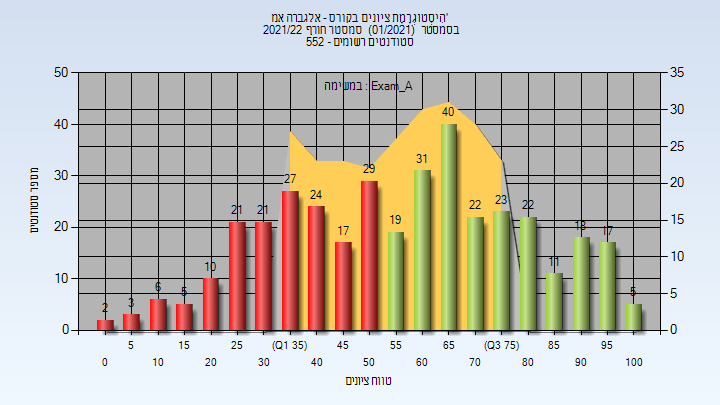 היסטוגרמת ציונים בקורס - אלגברה אמ'
בסמסטר (01/2021) סמסטר חורף 2021/22
552 - סטודנטים רשומים
במשימה : Exam_A
מספר סטודנטים
50 40 30 20 10 0
35 30 25 20 15 10 5 0
2 3 6 5 10 21 21 27 24 17 29 19 31 40 22 23 22 11 18 17 5
5 15 25 (Q1 35) 45 55 65 (Q3 75) 85 95
0 10 20 30 40 50 60 70 80 90 100
טווח ציונים